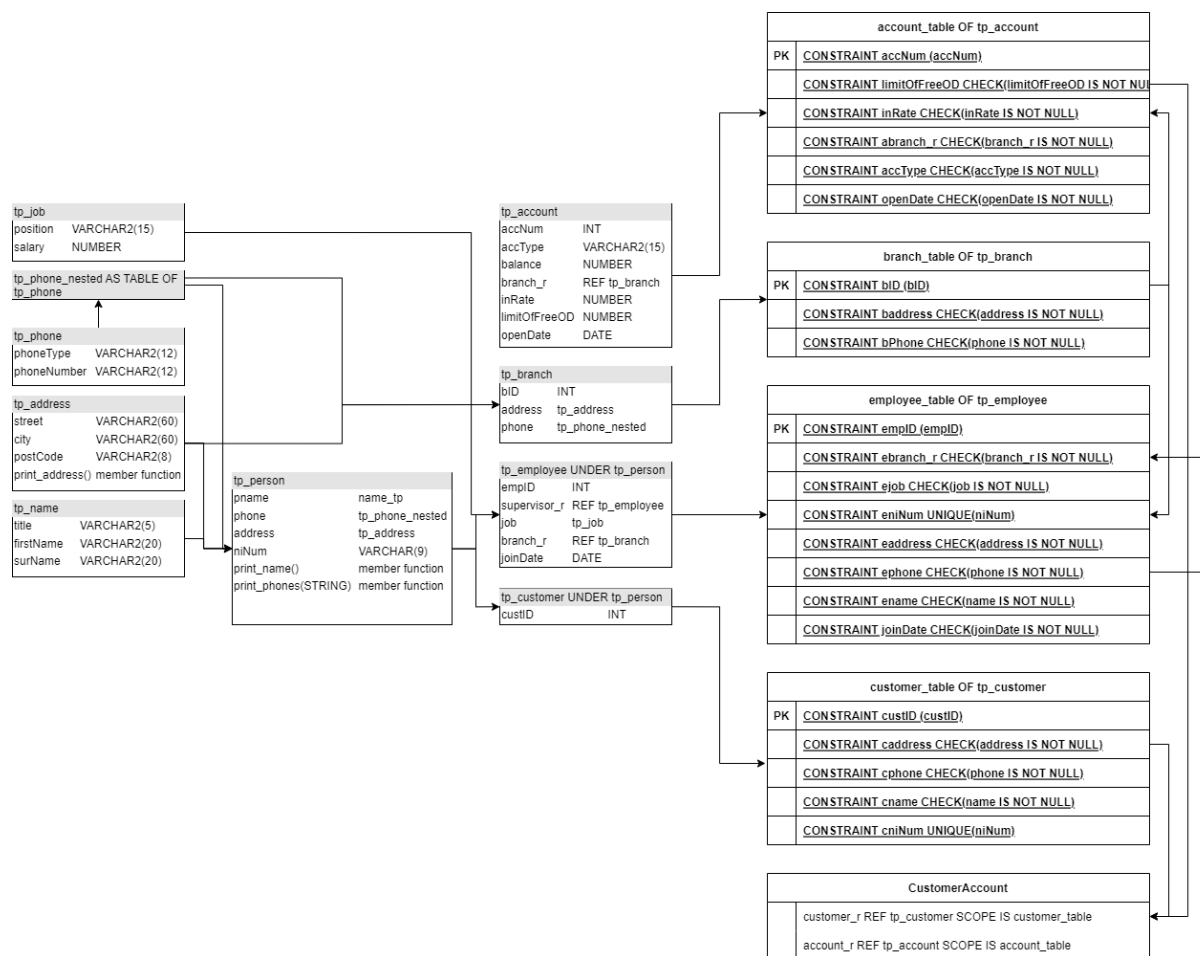 tp_job
position VARCHAR2(15)
salary NUMBER
tp_phone_nested AS TABLE OF
tp_phone
tp_phone
phoneType VARCHAR2(12)
phoneNumber VARCHAR2(12)
tp_address
street VARCHAR2(60)
city VARCHAR2(60)
postCode VARCHAR2(8)
print_address() member function
tp_name
title VARCHAR2(5)
firstName VARCHAR2(20)
surName VARCHAR2(20)
tp_person
pname name_tp
phone tp_phone_nested
address tp_address
niNum VARCHAR(9)
print_name() member function
print_phones(STRING) member function
tp_account
accNum INT
accType VARCHAR2(15)
balance NUMBER
branch_r REF tp_branch
inRate NUMBER
limitOfFreeOD NUMBER
openDate DATE
tp_branch
bID INT
address tp_address
phone tp_phone_nested
tp_employee UNDER tp_person
empID INT
supervisor_r REF tp_employee
job tp_job
branch_r REF tp_branch
joinDate DATE
tp_customer UNDER tp_person
custID INT
account_table OF tp_account
PK CONSTRAINT accNum (accNum)
CONSTRAINT limitOfFreeOD CHECK(limitOfFreeOD IS NOT NUL
CONSTRAINT inRate CHECK(inRate IS NOT NULL)
CONSTRAINT abranch_r CHECK(branch_r IS NOT NULL)
CONSTRAINT accType CHECK(accType IS NOT NULL)
CONSTRAINT openDate CHECK(openDate IS NOT NULL)
branch_table OF tp_branch
PK CONSTRAINT bID (bID)
CONSTRAINT baddress CHECK(address IS NOT NULL)
CONSTRAINT bPhone CHECK(phone IS NOT NULL)
employee_table OF tp_employee
PK CONSTRAINT empID (empID)
CONSTRAINT ebranch_r CHECK(branch_r IS NOT NULL)
CONSTRAINT ejob CHECK(job IS NOT NULL)
CONSTRAINT eniNum UNIQUE(niNum)
CONSTRAINT eaddress CHECK(address IS NOT NULL)
CONSTRAINT ephone CHECK(phone IS NOT NULL)
CONSTRAINT ename CHECK(name IS NOT NULL)
CONSTRAINT joinDate CHECK(joinDate IS NOT NULL)
customer_table OF tp_customer
PK CONSTRAINT custID (custID)
CONSTRAINT caddress CHECK(address IS NOT NULL)
CONSTRAINT cphone CHECK(phone IS NOT NULL)
CONSTRAINT cname CHECK(name IS NOT NULL)
CONSTRAINT cniNum UNIQUE(niNum)
CustomerAccount
customer_r REF tp_customer SCOPE IS customer_table
account_r REF tp_account SCOPE IS account_table